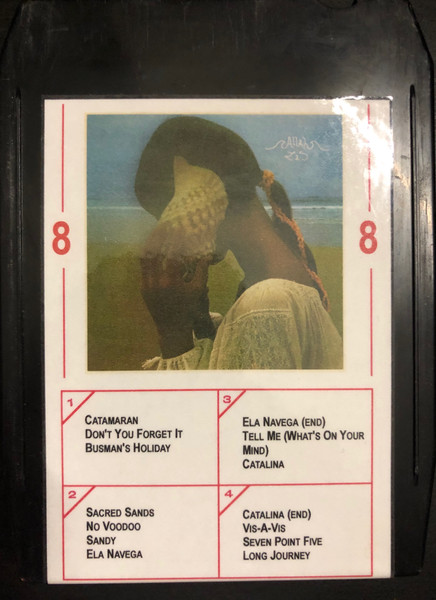 Allah-
Las
8
8
1
CATAMARAN
DON'T YOU FORGET IT
BUSMAN'S HOLIDAY
2
SACRED SANDS
NO VOODOO
SANDY
ELA NAVEGA
3
ELA NAVEGA (END)
TELL ME (WHAT'S ON YOUR
MIND)
CATALINA
4
CATALINA (END)
VIS-A-VIS
SEVEN POINT FIVE
LONG JOURNEY